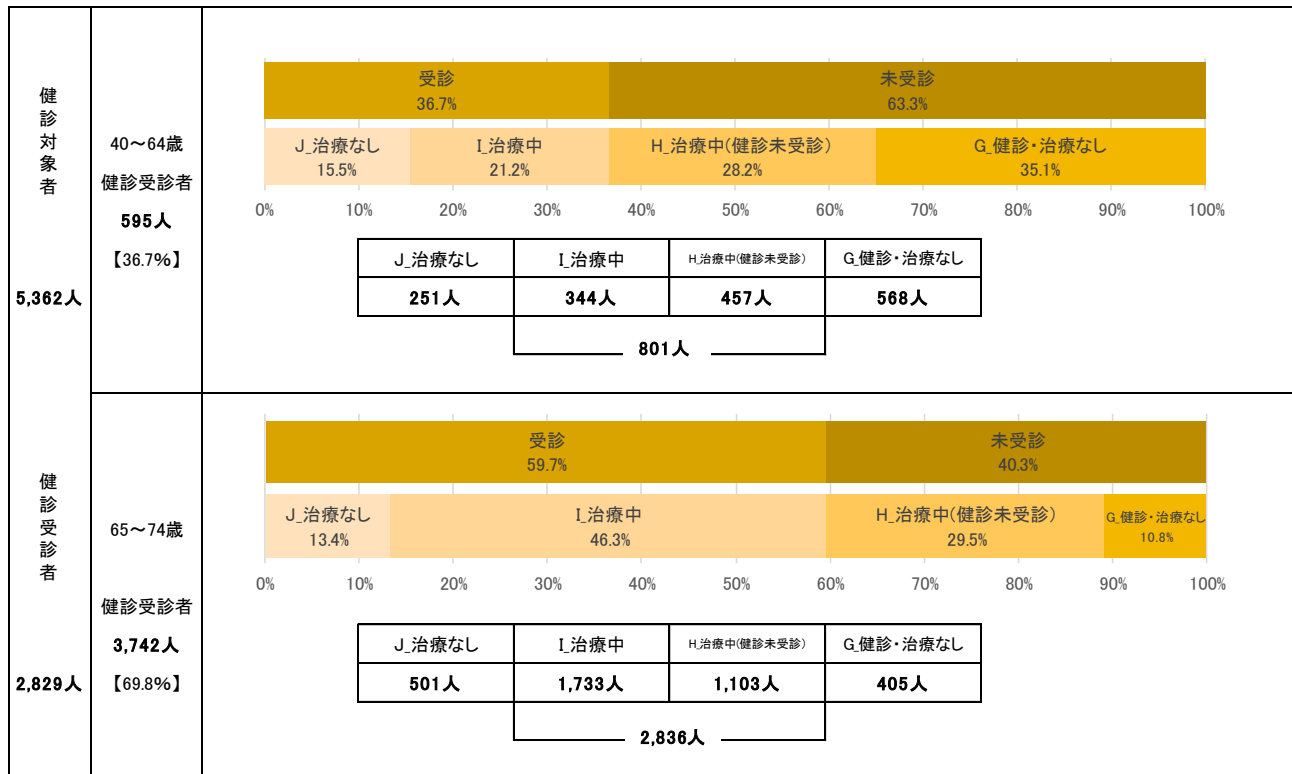 健診対象者
5,362人
40～64歳
健診受診者
595人
【36.7%】
受診
36.7%
未受診
63.3%
J_治療なし
15.5%
I_治療中
21.2%
H_治療中(健診未受診)
28.2%
G_健診・治療なし
35.1%
0% 10% 20% 30% 40% 50% 60% 70% 80% 90% 100%
J_治療なし I_治療中 H_治療中(健診未受診) G_健診・治療なし
251人 344人 457人 568人
801人
健診受診者
2,829人
65～74歳
健診受診者
3,742人
【69.8%】
受診
59.7%
未受診
40.3%
J_治療なし
13.4%
I_治療中
46.3%
H_治療中(健診未受診)
29.5%
G_健診・治療なし
10.8%
0% 10% 20% 30% 40% 50% 60% 70% 80% 90% 100%
J_治療なし I_治療中 H_治療中(健診未受診) G_健診・治療なし
501人 1,733人 1,103人 405人
2,836人